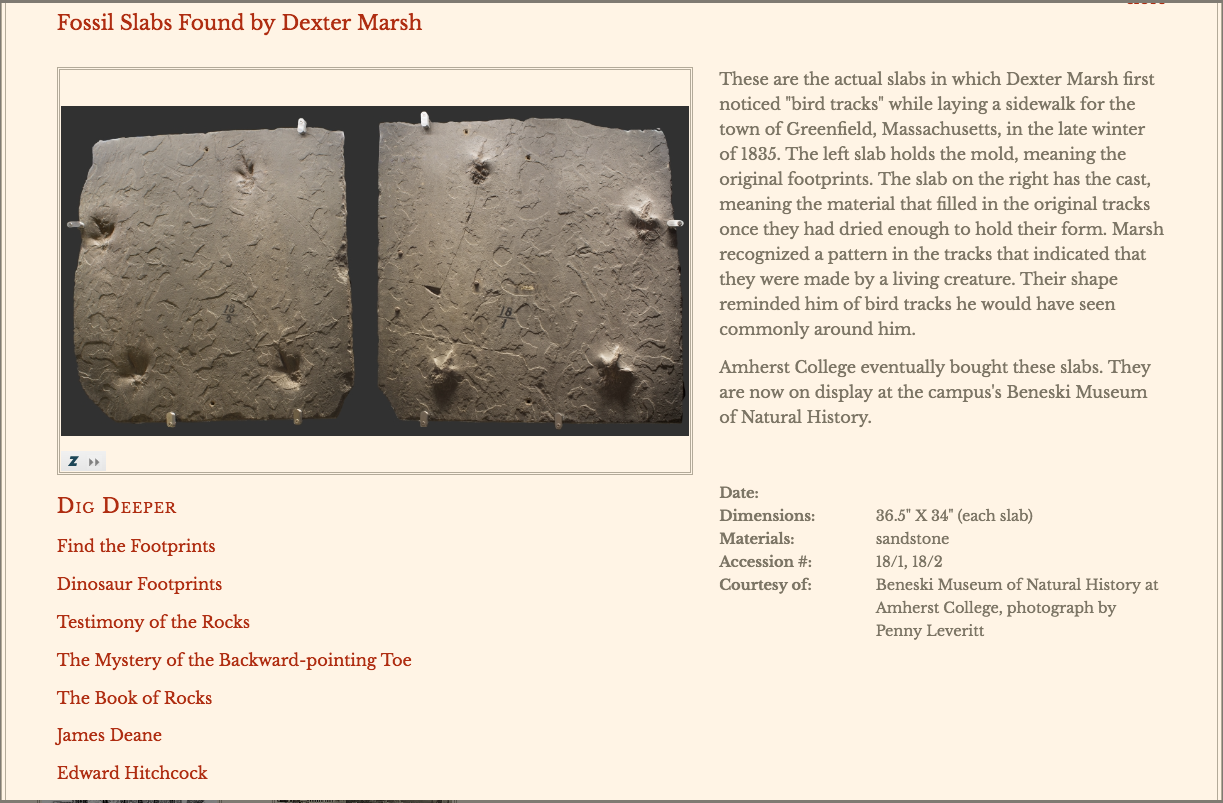 Fossil Slabs Found by Dexter Marsh
These are the actual slabs in which Dexter Marsh first
noticed "bird tracks" while laying a sidewalk for the
town of Greenfield, Massachusetts, in the late winter
of 1835. The left slab holds the mold, meaning the
original footprints. The slab on the right has the cast,
meaning the material that filled in the original tracks
once they had dried enough to hold their form. Marsh
recognized a pattern in the tracks that indicated that
they were made by a living creature. Their shape
reminded him of bird tracks he would have seen
commonly around him.
Amherst College eventually bought these slabs. They
are now on display at the campus's Beneski Museum
of Natural History.
18
2
18
1
Z
Date:
Dimensions: 36.5" X 34" (each slab)
Materials: sandstone
Accession #: 18/1, 18/2
Courtesy of: Beneski Museum of Natural History at
Amherst College, photograph by
Penny Leveritt
Dig Deeper
Find the Footprints
Dinosaur Footprints
Testimony of the Rocks
The Mystery of the Backward-pointing Toe
The Book of Rocks
James Deane
Edward Hitchcock